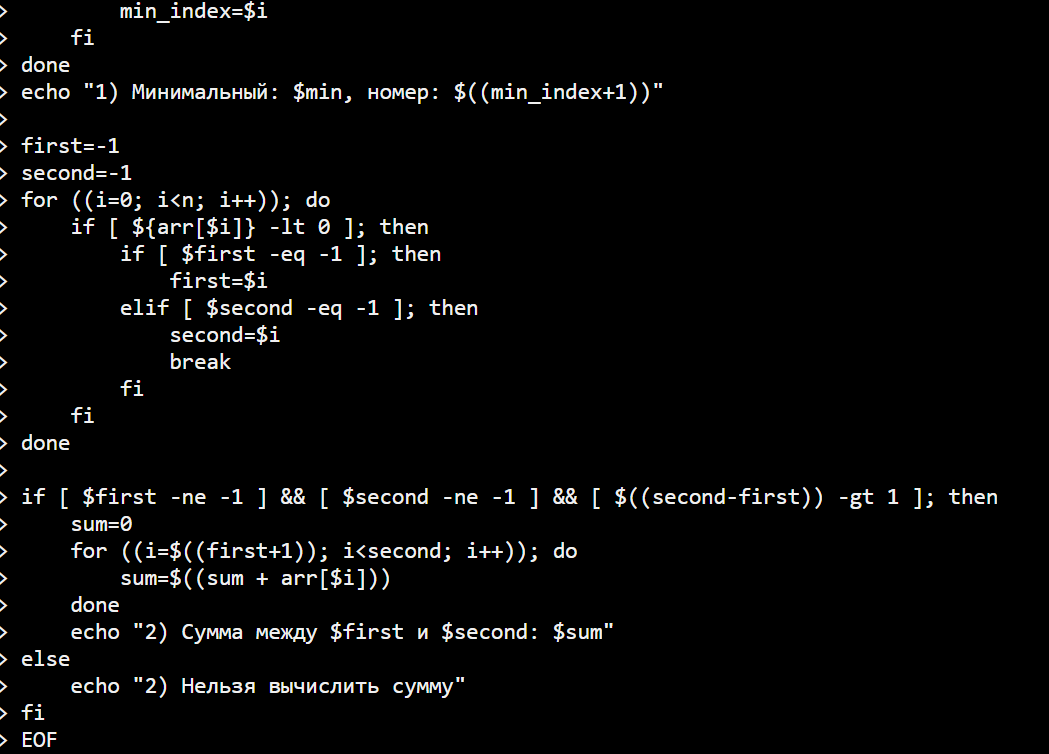 >         min_index=$i
>     fi
> done
> echo "1) Минимальный: $min, номер: $((min_index+1))"
>
> first=-1
> second=-1
> for ((i=0; i<n; i++)); do
>     if [ ${arr[$i]} -lt 0 ]; then
>         if [ $first -eq -1 ]; then
>             first=$i
>         elif [ $second -eq -1 ]; then
>             second=$i
>             break
>         fi
>     fi
> done
>
> if [ $first -ne -1 ] && [ $second -ne -1 ] && [ $((second-first)) -gt 1 ]; then
>     sum=0
>     for ((i=$((first+1)); i<second; i++)); do
>         sum=$((sum + arr[$i]))
>     done
>     echo "2) Сумма между $first и $second: $sum"
> else
>     echo "2) Нельзя вычислить сумму"
> fi
> EOF